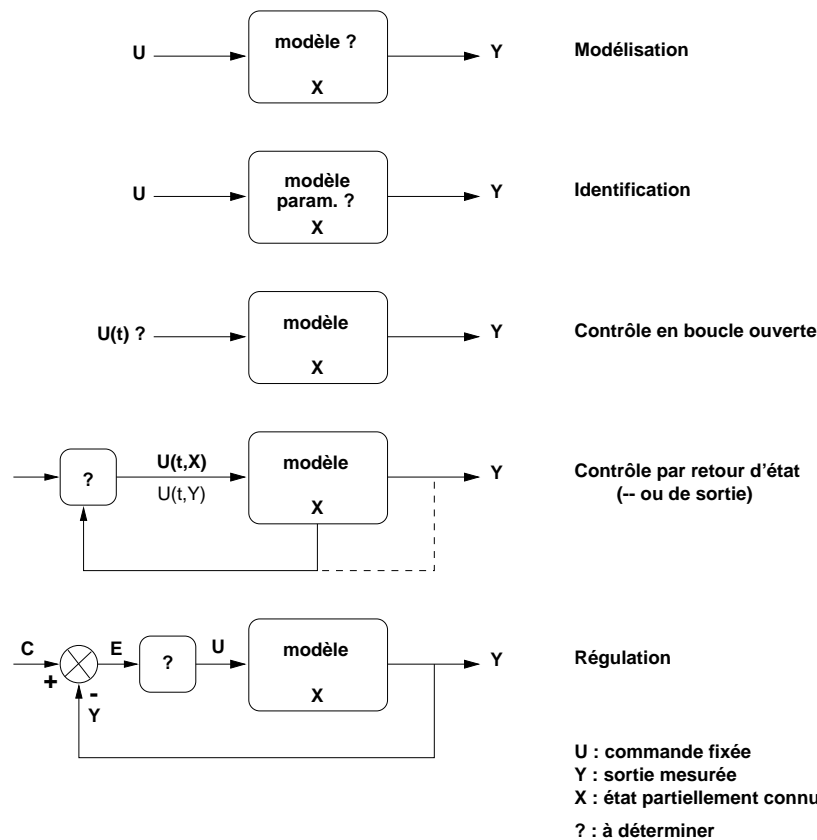 modèle ?
U
Y
Modélisation
X
modèle
param. ?
U
Y
Identification
X
modèle
U(t) ?
Y
Contrôle en boucle ouverte
X
U(t,X)
modèle
?
Y
Contrôle par retour d'état
U(t,Y)
(-- ou de sortie)
X
C
E
U
modèle
+
?
Y
Régulation
-
Y
X
U : commande fixée
Y : sortie mesurée
X : état partiellement connu
? : à déterminer